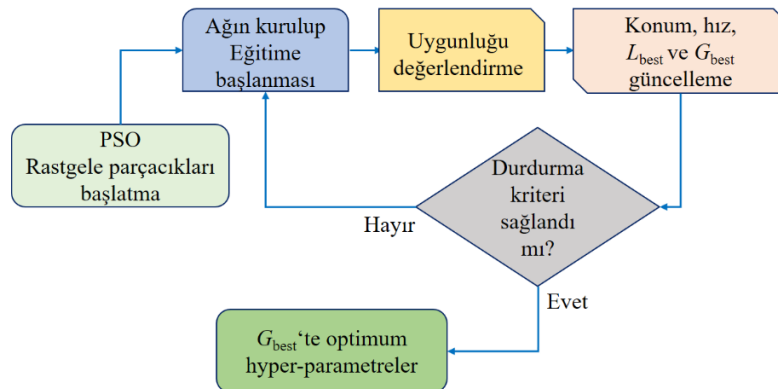 Ağın kurulup
Eğitime
başlanması
Uygunluğu
değerlendirme
Konum, hız,
Lbest ve Gbest
güncelleme
PSO
Rastgele parçacıkları
başlatma
Durdurma
kriteri
sağlandı
mı?
Hayır
Evet
Gbest‘te optimum
hyper-parametreler